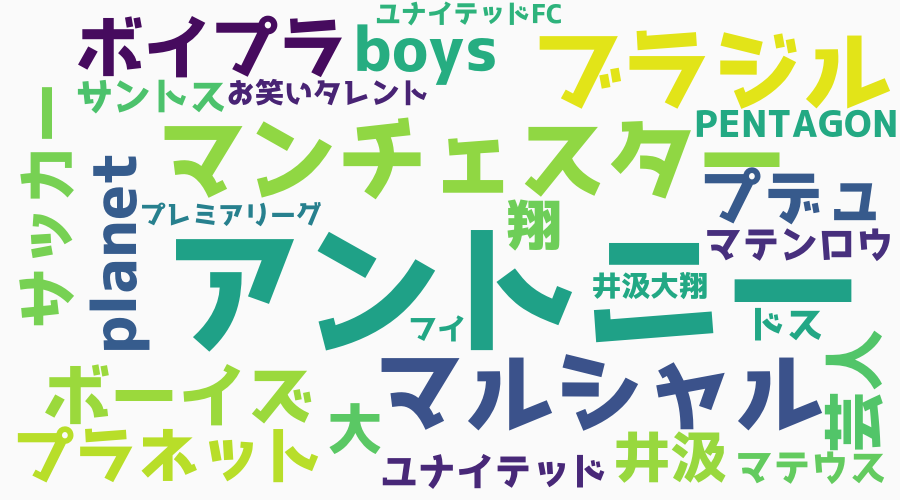 ユナイテッドFC
ボイプラ
boys
ブラジル
サントス
お笑いタレント
PENTAGON
マンチェスター
サッカー
planet
プレミアリーグ
翔
プデュ
マテンロウ
アントニー
井汲大翔
フイ
ドス
マルシャル
芸人
ボーイズ
大
プラネット
ユナイテッド
井汲
マテウス